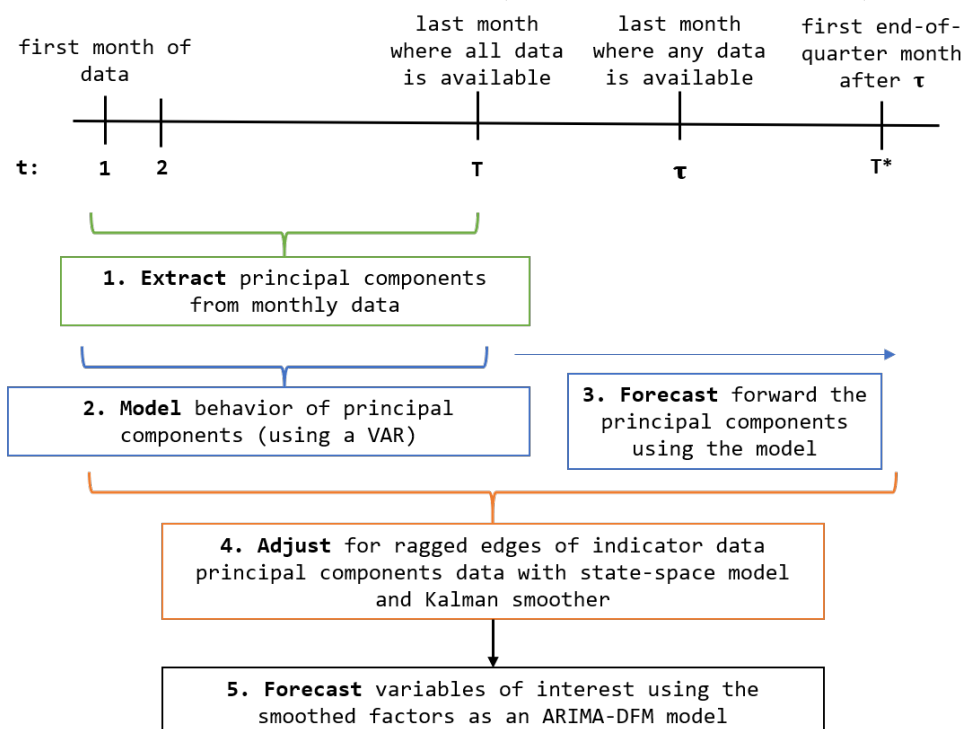 first month of
data
last month
where all data
is available
last month
where any data
is available
first end-of-
quarter month
after τ
t: 1 2 T τ T*
1. Extract principal components
from monthly data
2. Model behavior of principal
components (using a VAR)
3. Forecast forward the
principal components
using the model
4. Adjust for ragged edges of indicator data
principal components data with state-space model
and Kalman smoother
5. Forecast variables of interest using the
smoothed factors as an ARIMA-DFM model